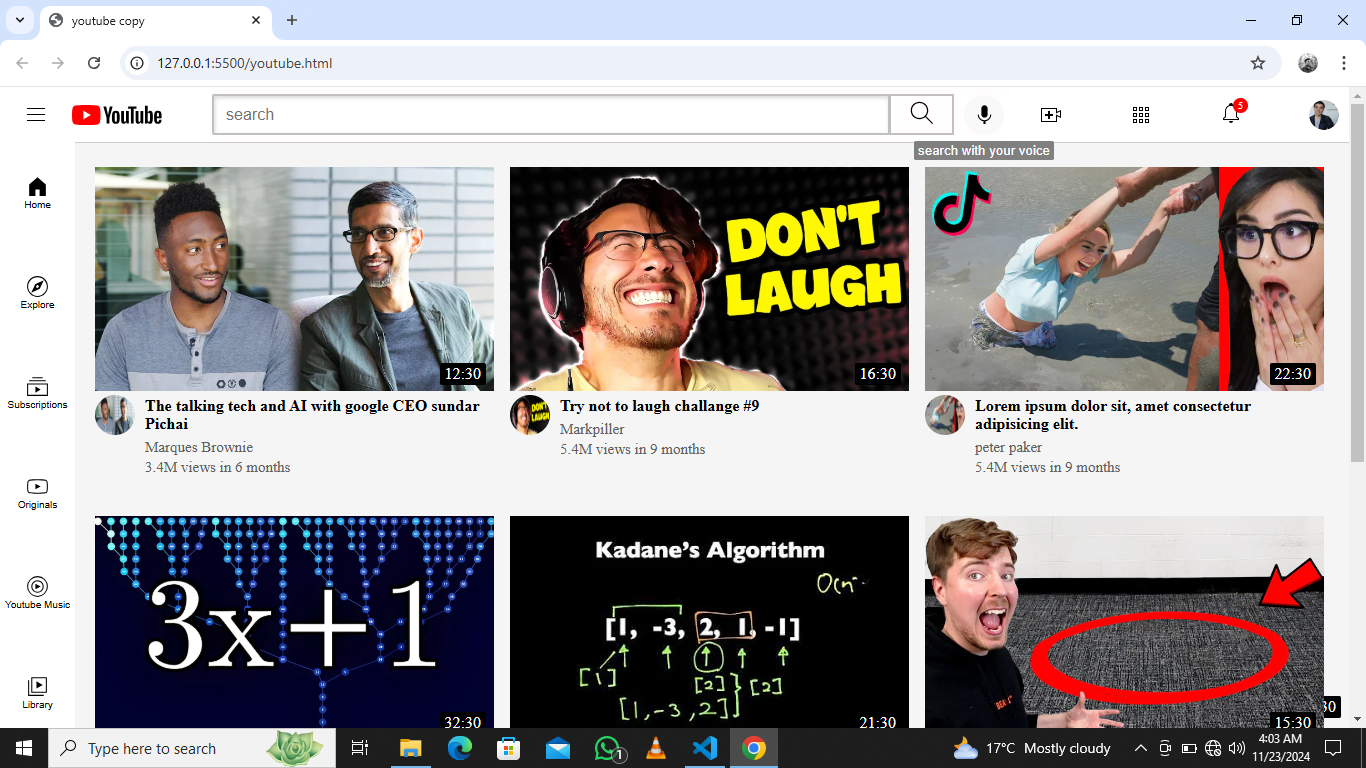 youtube copy
127.0.0.1:5500/youtube.html
YouTube
search
5
search with your voice
Home
Explore
Subscriptions
Originals
Youtube Music
Library
12:30
The talking tech and AI with google CEO sundar
Pichai
Marques Brownie
3.4M views in 6 months
DON'T
LAUGH
16:30
DON'T
LAUGH
Try not to laugh challange #9
Markpiller
5.4M views in 9 months
22:30
Lorem ipsum dolor sit, amet consectetur
adipisicing elit.
peter paker
5.4M views in 9 months
3x+1
32:30
Kadane's Algorithm
[1, -3, 2, 1, -1]
[1]
[2]
[2]
[1, -3, 2]
21:30
15:30
30
Type here to search
1
17°C Mostly cloudy
4:03 AM
11/23/2024